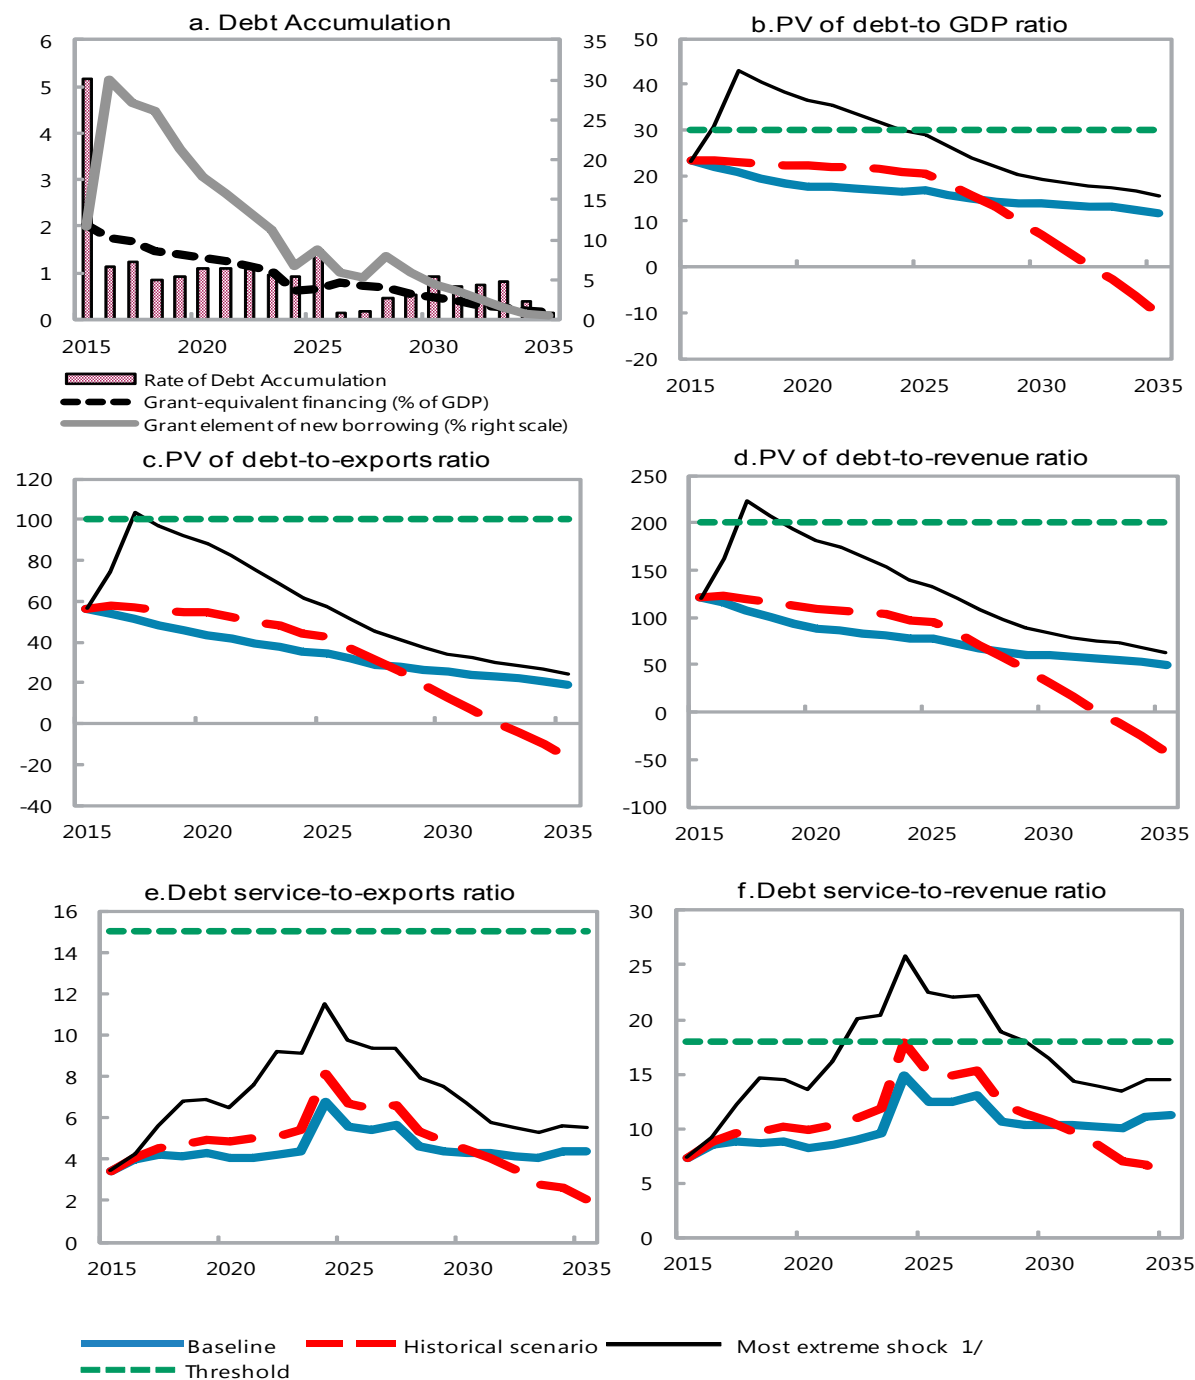 a. Debt Accumulation
6 35
5 30
4 25
3 20
2 15
1 10
0 5
0
2015 2020 2025 2030 2035
Rate of Debt Accumulation
Grant-equivalent financing (% of GDP)
Grant element of new borrowing (% right scale)
b.PV of debt-to GDP ratio
50
40
30
20
10
0
-10
-20
2015 2020 2025 2030 2035
c.PV of debt-to-exports ratio
120
100
80
60
40
20
0
-20
-40
2015 2020 2025 2030 2035
d.PV of debt-to-revenue ratio
250
200
150
100
50
0
-50
-100
2015 2020 2025 2030 2035
e.Debt service-to-exports ratio
16
14
12
10
8
6
4
2
0
2015 2020 2025 2030 2035
f.Debt service-to-revenue ratio
30
25
20
15
10
5
0
2015 2020 2025 2030 2035
Baseline Historical scenario Most extreme shock 1/
Threshold